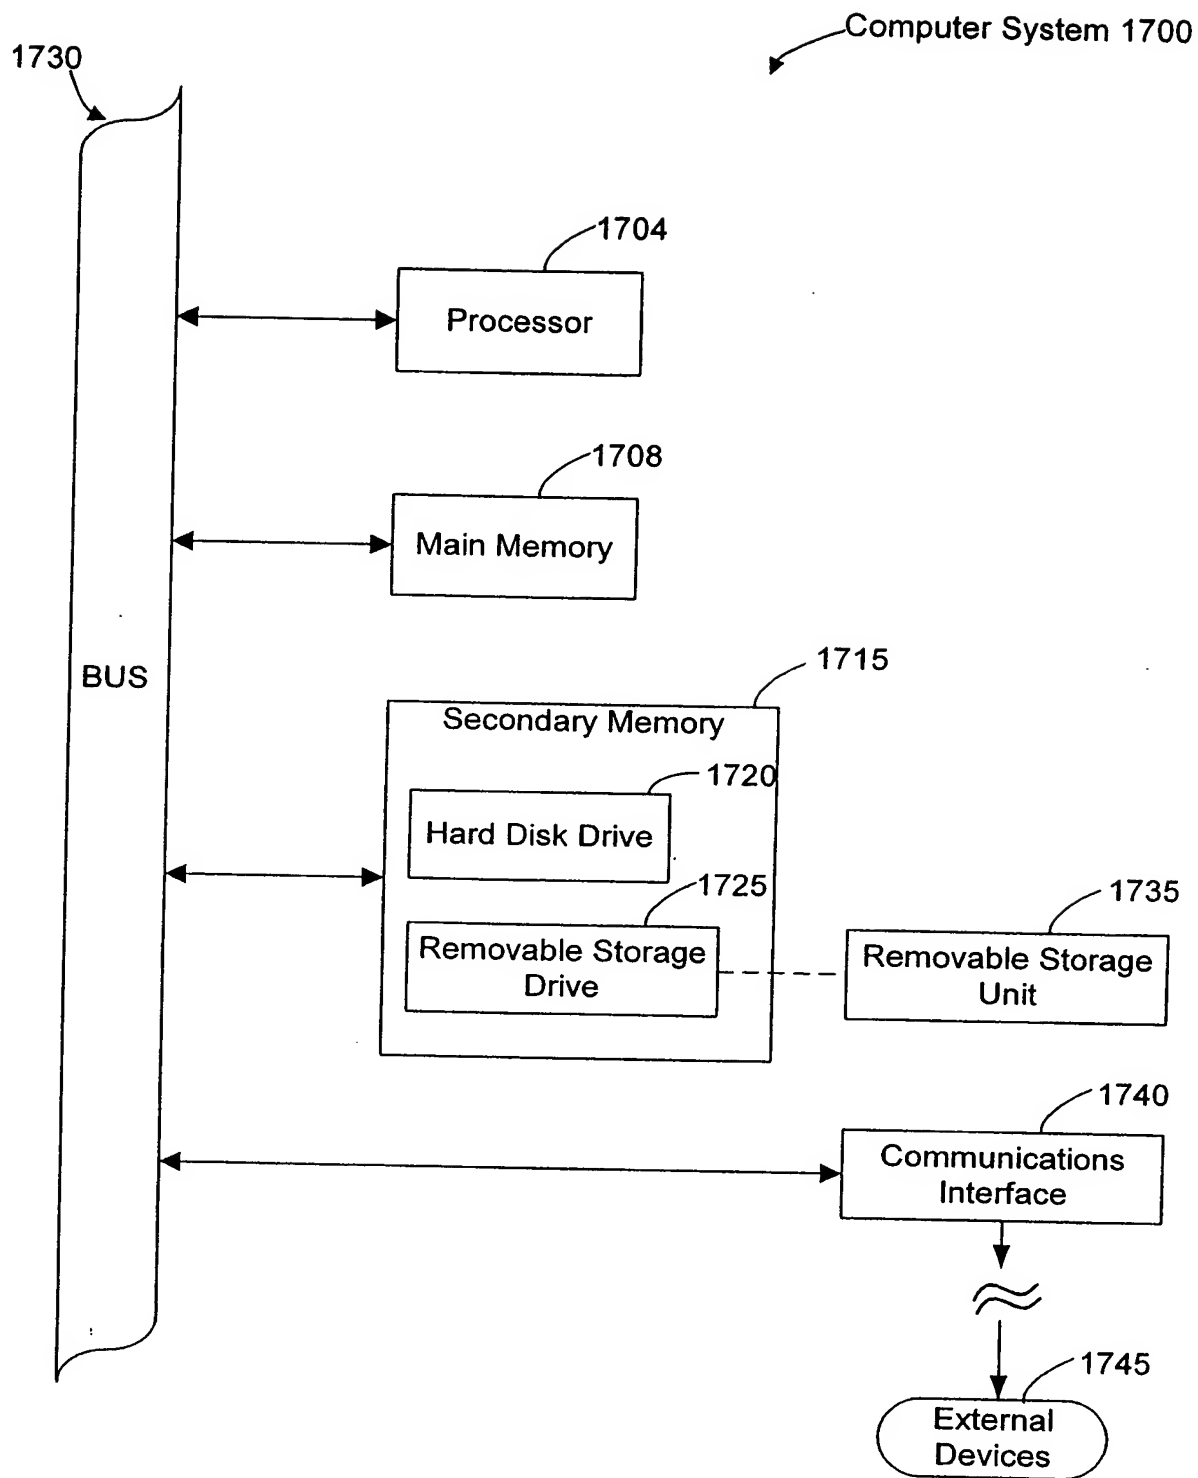 Computer System 1700
1730
1704
Processor
1708
Main Memory
BUS
1715
Secondary Memory
1720
Hard Disk Drive
1725
Removable Storage
Drive
1735
Removable Storage
Unit
1740
Communications
Interface
1745
External
Devices